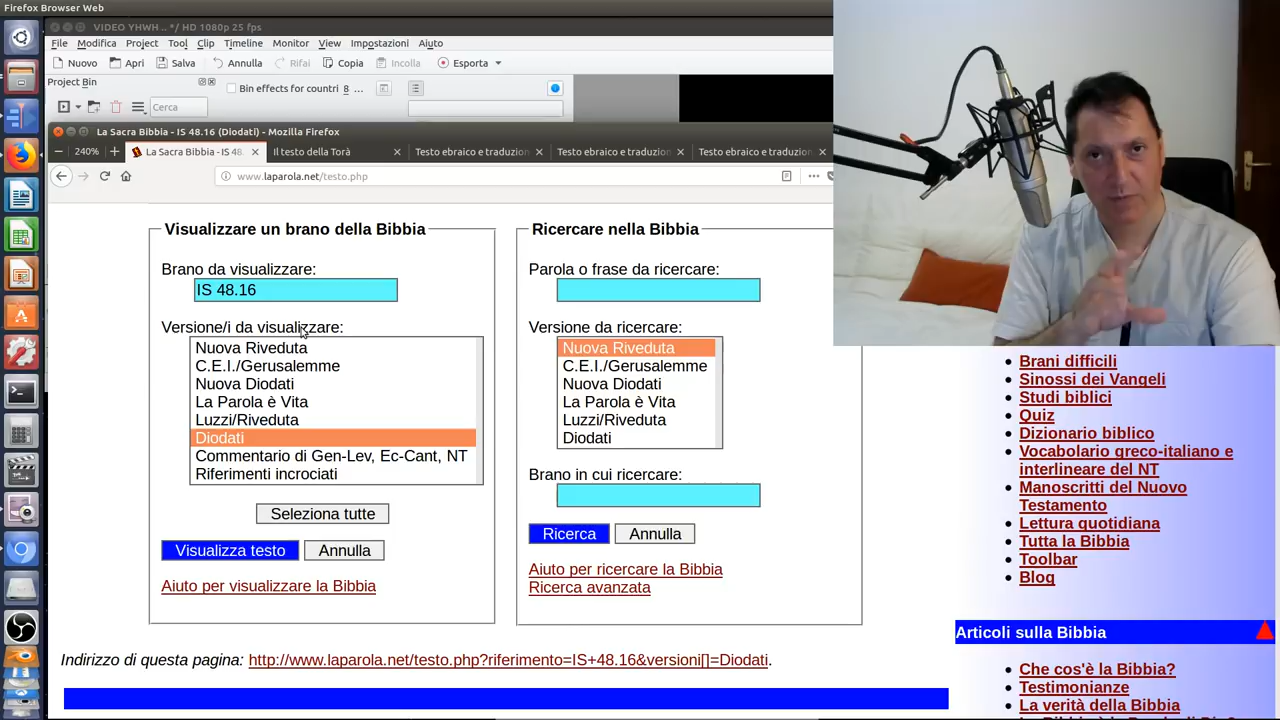 Firefox Browser Web
VIDEO YHWH .. */ HD 1080p 25 fps
File Modifica Project Tool Clip Timeline Monitor View Impostazioni Aiuto
Nuovo Apri Salva Annulla Rifai Copia Incolla Esporta
Project Bin
Bin effects for countri 8 ...
Cerca
La Sacra Bibbia - IS 48.16 (Diodati) - Mozilla Firefox
240% La Sacra Bibbia - IS 48. Il testo della Torà Testo ebraico e traduzion Testo ebraico e traduzion Testo ebraico e traduzion
www.laparola.net/testo.php
Visualizzare un brano della Bibbia
Brano da visualizzare:
IS 48.16
Versione/i da visualizzare:
Nuova Riveduta
C.E.I./Gerusalemme
Nuova Diodati
La Parola è Vita
Luzzi/Riveduta
Diodati
Commentario di Gen-Lev, Ec-Cant, NT
Riferimenti incrociati
Seleziona tutte
Visualizza testo Annulla
Aiuto per visualizzare la Bibbia
Ricercare nella Bibbia
Parola o frase da ricercare:
Versione da ricercare:
Nuova Riveduta
C.E.I./Gerusalemme
Nuova Diodati
La Parola è Vita
Luzzi/Riveduta
Diodati
Brano in cui ricercare:
Ricerca Annulla
Aiuto per ricercare la Bibbia
Ricerca avanzata
Brani difficili
Sinossi dei Vangeli
Studi biblici
Quiz
Dizionario biblico
Vocabolario greco-italiano e
interlineare del NT
Manoscritti del Nuovo
Testamento
Lettura quotidiana
Tutta la Bibbia
Toolbar
Blog
Articoli sulla Bibbia
Che cos'è la Bibbia?
Testimonianze
La verità della Bibbia
Indirizzo di questa pagina: http://www.laparola.net/testo.php?riferimento=IS+48.16&versioni[]=Diodati.